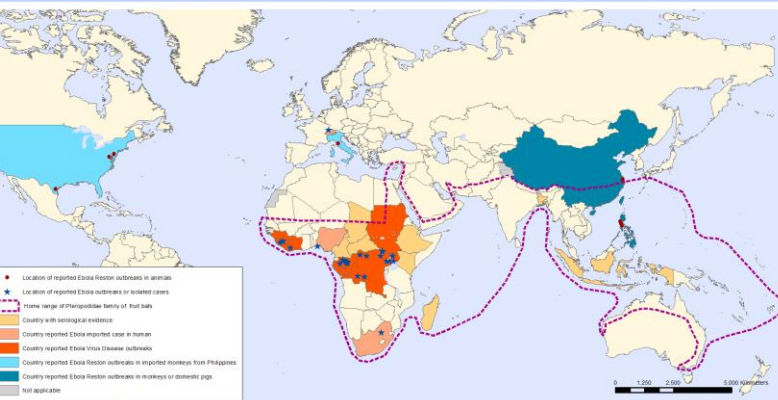 Location of reported Ebola Reston outbreaks in animals
Location of reported Ebola outbreaks or isolated cases
Home range of Pteropodidae family of fruit bats
Country with serological evidence
Country reported Ebola imported case in human
Country reported Ebola Virus Disease outbreaks
Country reported Ebola Reston outbreaks in imported monkeys from Philippines
Country reported Ebola Reston outbreaks in monkeys or domestic pigs
Not applicable
0 1,250 2,500 5,000 Kilometers